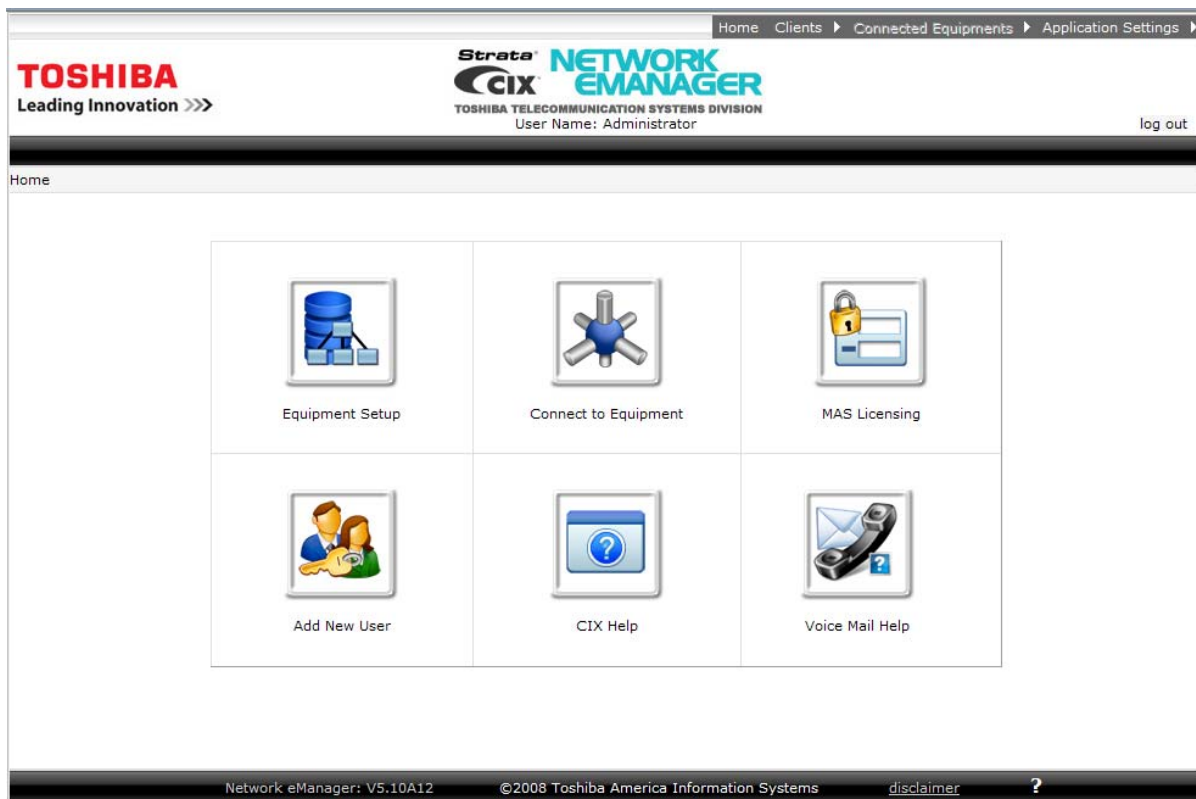 Home Clients Connected Equipments Application Settings
TOSHIBA
Leading Innovation >>>
Strata CIX NETWORK EMANAGER
TOSHIBA TELECOMMUNICATION SYSTEMS DIVISION
User Name: Administrator
log out
Home
Equipment Setup
Connect to Equipment
MAS Licensing
Add New User
CIX Help
Voice Mail Help
Network eManager: V5.10A12 ©2008 Toshiba America Information Systems disclaimer ?